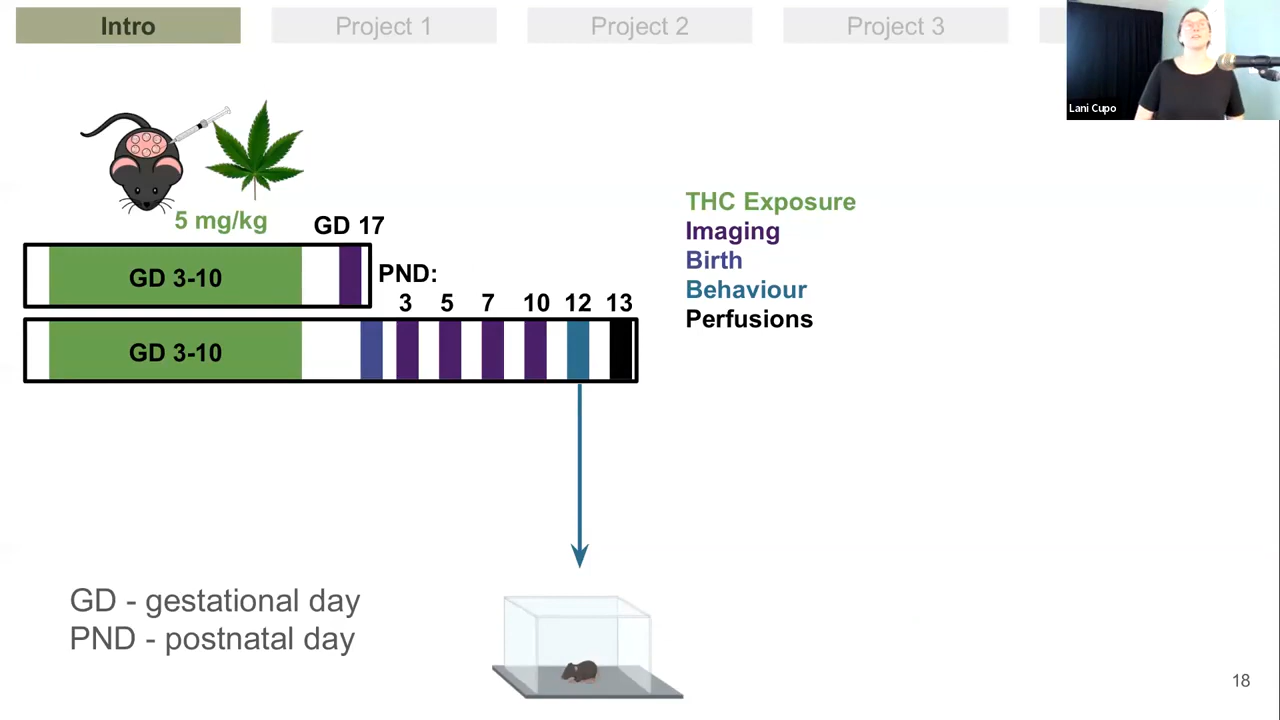 Intro
Project 1
Project 2
Project 3
Lani Cupo
5 mg/kg
GD 17
THC Exposure
Imaging
Birth
Behaviour
Perfusions
GD 3-10
PND:
3 5 7 10 12 13
GD 3-10
GD - gestational day
PND - postnatal day
18